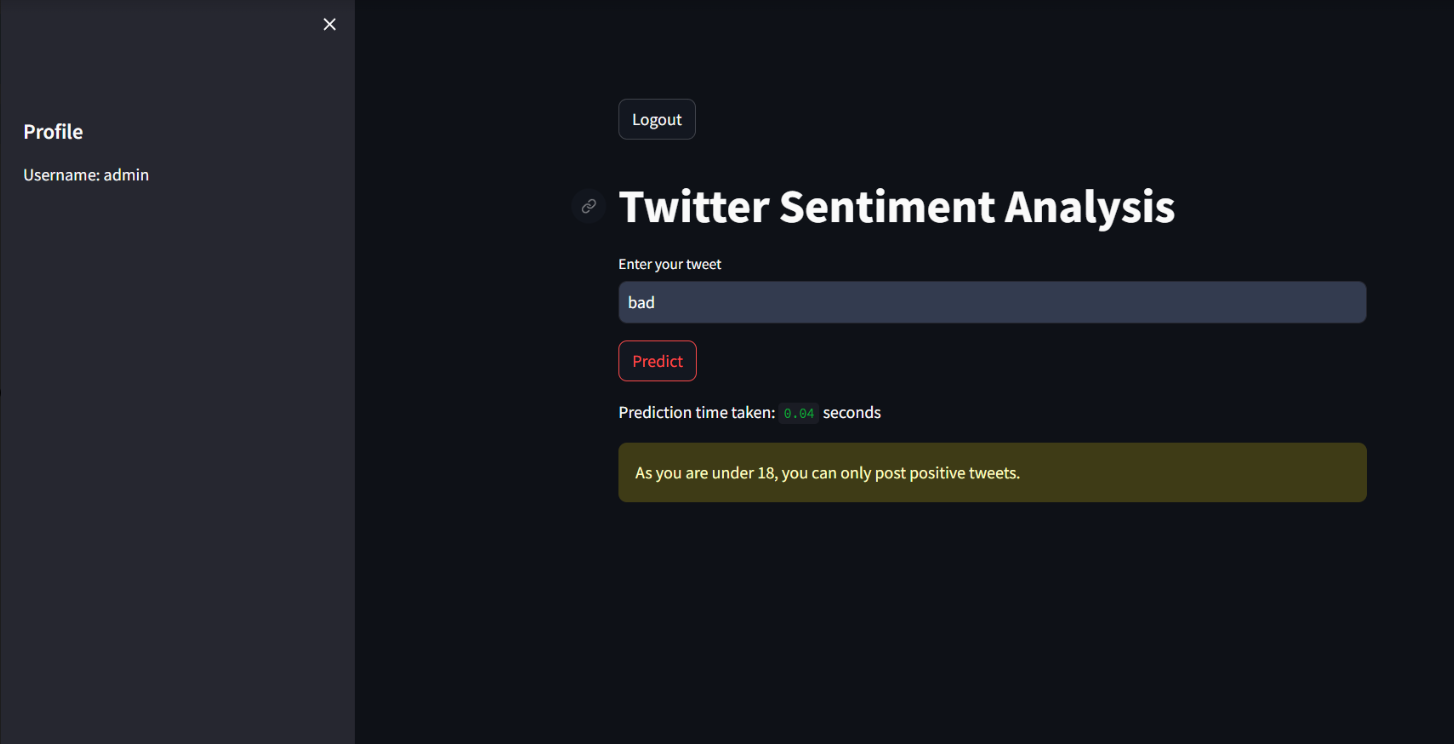 Profile
Username: admin
Logout
Twitter Sentiment Analysis
Enter your tweet
bad
Predict
Prediction time taken: 0.04 seconds
As you are under 18, you can only post positive tweets.